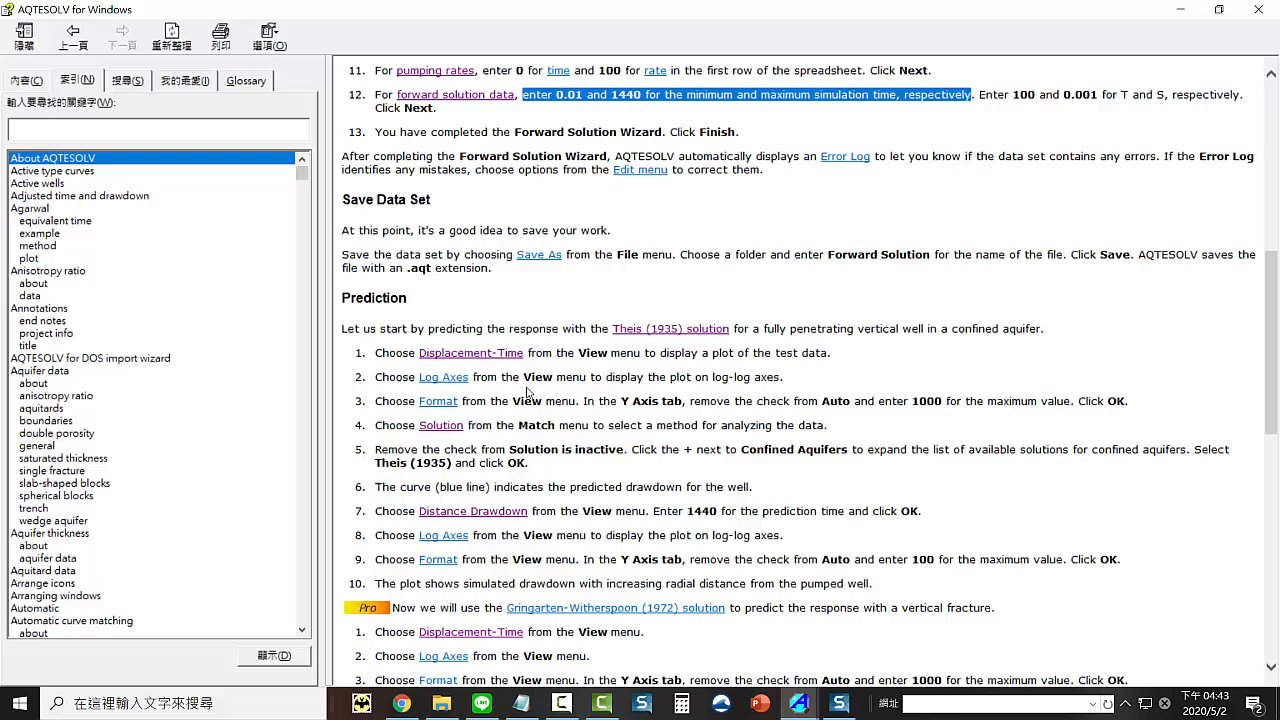 AQTESOLV for Windows
隱藏 上一頁 下一頁 重新整理 列印 選項(O)
內容(C) 索引(N) 搜尋(S) 我的最愛(I) Glossary
輸入要尋找的關鍵字(W):
About AQTESOLV
Active type curves
Active wells
Adjusted time and drawdown
Agarwal
equivalent time
example
method
plot
Anisotropy ratio
about
data
Annotations
end notes
project info
title
AQTESOLV for DOS import wizard
Aquifer data
about
anisotropy ratio
aquitards
boundaries
double porosity
general
saturated thickness
single fracture
slab-shaped blocks
spherical blocks
trench
wedge aquifer
Aquifer thickness
about
aquifer data
Aquitard data
Arrange icons
Arranging windows
Automatic
Automatic curve matching
about
顯示(D)
11. For pumping rates, enter 0 for time and 100 for rate in the first row of the spreadsheet. Click Next.
12. For forward solution data, enter 0.01 and 1440 for the minimum and maximum simulation time, respectively. Enter 100 and 0.001 for T and S, respectively.
Click Next.
13. You have completed the Forward Solution Wizard. Click Finish.
After completing the Forward Solution Wizard, AQTESOLV automatically displays an Error Log to let you know if the data set contains any errors. If the Error Log
identifies any mistakes, choose options from the Edit menu to correct them.
Save Data Set
At this point, it's a good idea to save your work.
Save the data set by choosing Save As from the File menu. Choose a folder and enter Forward Solution for the name of the file. Click Save. AQTESOLV saves the
file with an .aqt extension.
Prediction
Let us start by predicting the response with the Theis (1935) solution for a fully penetrating vertical well in a confined aquifer.
1. Choose Displacement-Time from the View menu to display a plot of the test data.
2. Choose Log Axes from the View menu to display the plot on log-log axes.
3. Choose Format from the View menu. In the Y Axis tab, remove the check from Auto and enter 1000 for the maximum value. Click OK.
4. Choose Solution from the Match menu to select a method for analyzing the data.
5. Remove the check from Solution is inactive. Click the + next to Confined Aquifers to expand the list of available solutions for confined aquifers. Select
Theis (1935) and click OK.
6. The curve (blue line) indicates the predicted drawdown for the well.
7. Choose Distance Drawdown from the View menu. Enter 1440 for the prediction time and click OK.
8. Choose Log Axes from the View menu to display the plot on log-log axes.
9. Choose Format from the View menu. In the Y Axis tab, remove the check from Auto and enter 100 for the maximum value. Click OK.
10. The plot shows simulated drawdown with increasing radial distance from the pumped well.
Pro Now we will use the Gringarten-Witherspoon (1972) solution to predict the response with a vertical fracture.
1. Choose Displacement-Time from the View menu.
2. Choose Log Axes from the View menu.
3. Choose Format from the View menu. In the Y Axis tab, remove the check from Auto and enter 1000 for the maximum value. Click OK.
在這裡輸入文字來搜尋
網址
下午 04:43
2020/5/2
2